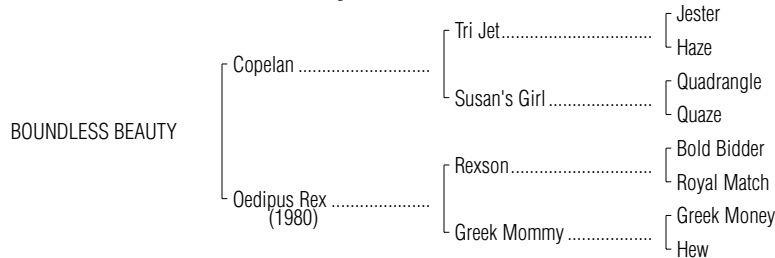 Jester
Tri Jet
Haze
Copelan
Quadrangle
Susan's Girl
Quaze
BOUNDLESS BEAUTY
Bold Bidder
Rexson
Royal Match
Oedipus Rex
(1980)
Greek Money
Greek Mommy
Hew